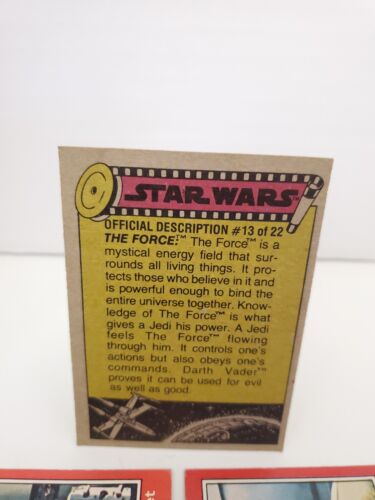 STAR WARS
OFFICIAL DESCRIPTION #13 of 22
THE FORCE:™ The Force™ is a
mystical energy field that sur-
rounds all living things. It pro-
tects those who believe in it and
is powerful enough to bind the
entire universe together. Know-
ledge of The Force™ is what
gives a Jedi his power. A Jedi
feels The Force™ flowing
through him. It controls one's
actions but also obeys one's
commands. Darth Vader™
proves it can be used for evil
as well as good.